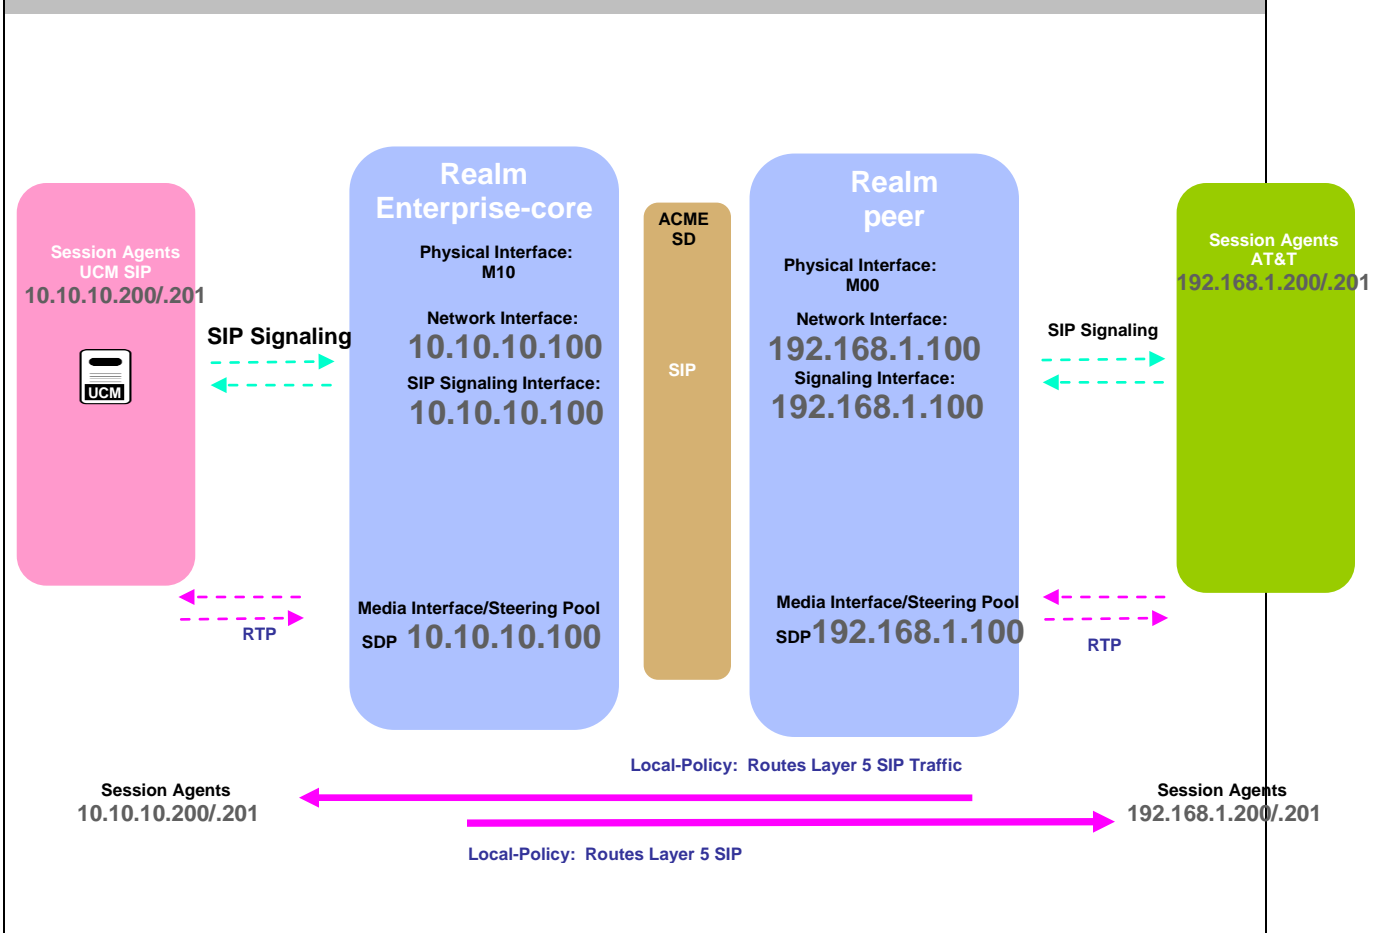 Session Agents
UCM SIP
10.10.10.200/.201
UCM
SIP Signaling
Realm
Enterprise-core
Physical Interface:
M10
Network Interface:
10.10.10.100
SIP Signaling Interface:
10.10.10.100
Media Interface/Steering Pool
SDP 10.10.10.100
RTP
ACME
SD
SIP
Realm
peer
Physical Interface:
M00
Network Interface:
192.168.1.100
Signaling Interface:
192.168.1.100
Media Interface/Steering Pool
SDP 192.168.1.100
SIP Signaling
RTP
Session Agents
AT&T
192.168.1.200/.201
Local-Policy: Routes Layer 5 SIP Traffic
Session Agents
10.10.10.200/.201
Session Agents
192.168.1.200/.201
Local-Policy: Routes Layer 5 SIP